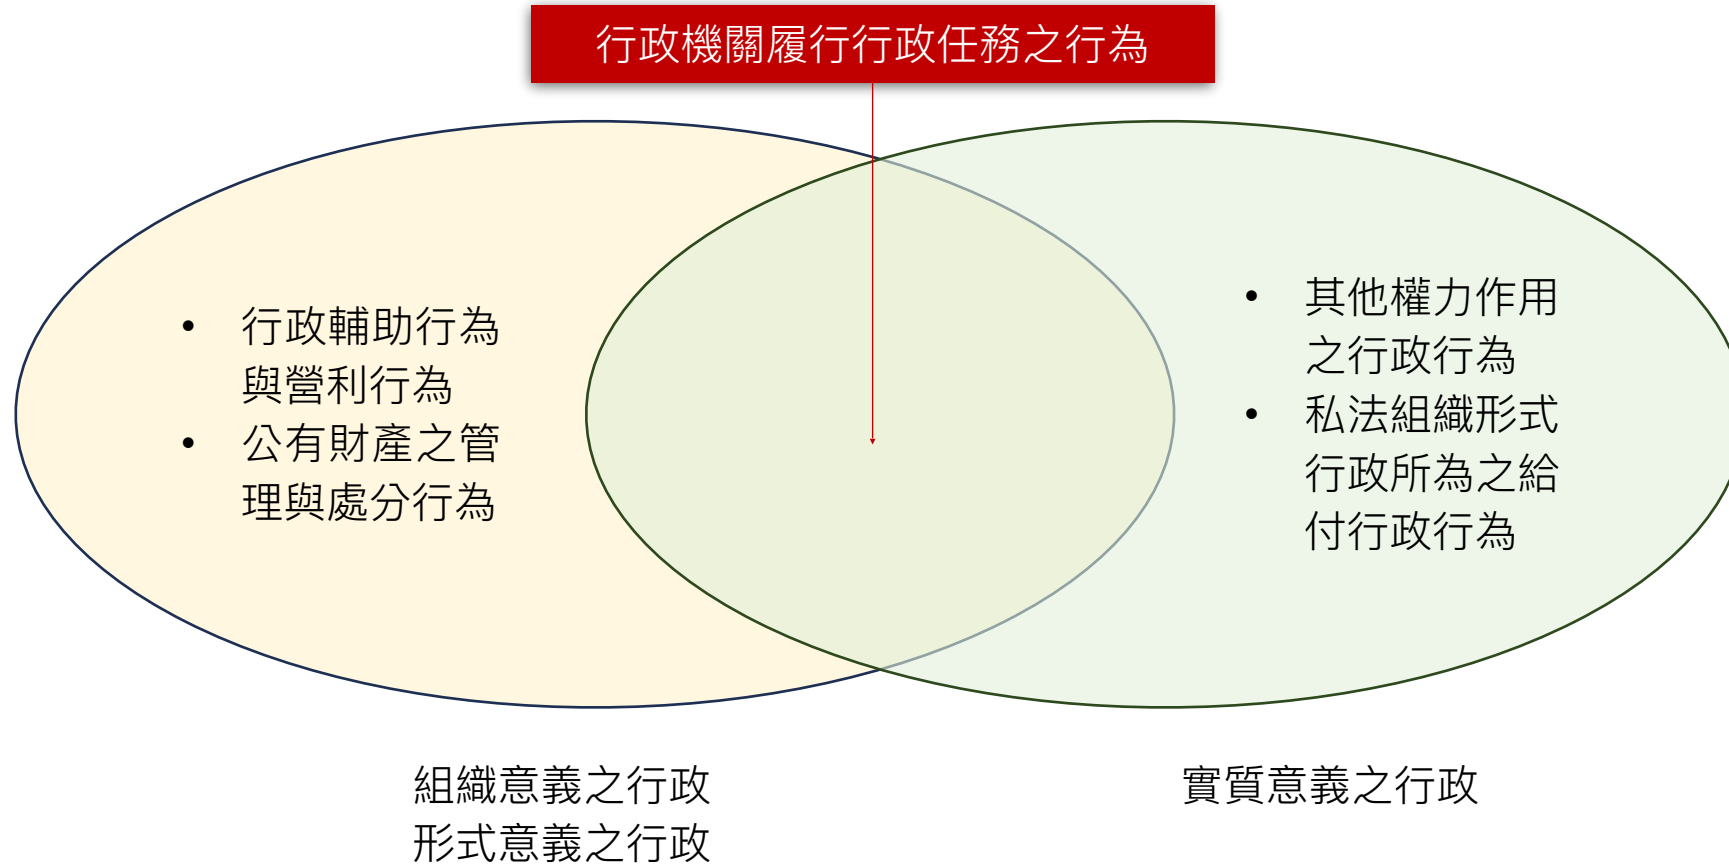 行政機關履行行政任務之行為
• 行政輔助行為
與營利行為
• 公有財產之管
理與處分行為
• 其他權力作用
之行政行為
• 私法組織形式
行政所為之給
付行政行為
組織意義之行政
形式意義之行政
實質意義之行政